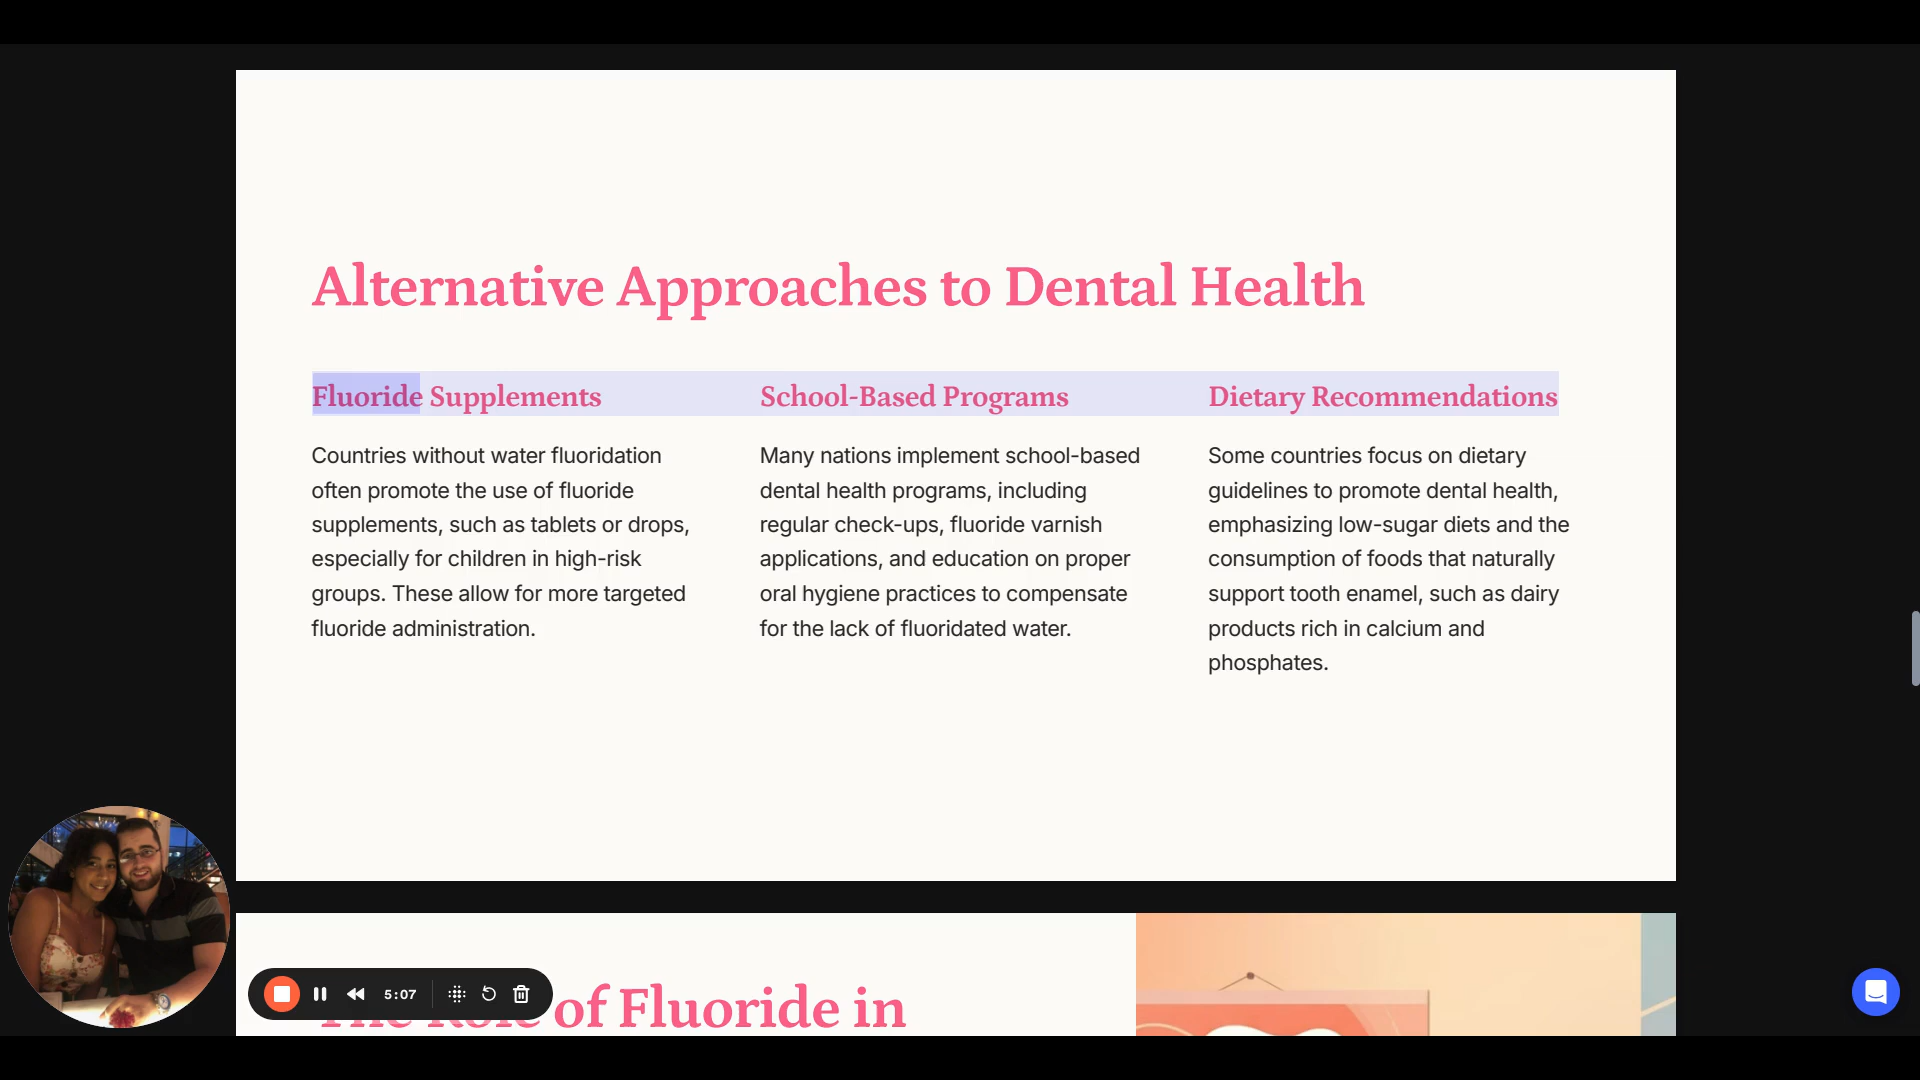 Alternative Approaches to Dental Health
Fluoride Supplements
Countries without water fluoridation
often promote the use of fluoride
supplements, such as tablets or drops,
especially for children in high-risk
groups. These allow for more targeted
fluoride administration.
School-Based Programs
Many nations implement school-based
dental health programs, including
regular check-ups, fluoride varnish
applications, and education on proper
oral hygiene practices to compensate
for the lack of fluoridated water.
Dietary Recommendations
Some countries focus on dietary
guidelines to promote dental health,
emphasizing low-sugar diets and the
consumption of foods that naturally
support tooth enamel, such as dairy
products rich in calcium and
phosphates.
The Role of Fluoride in
5:07